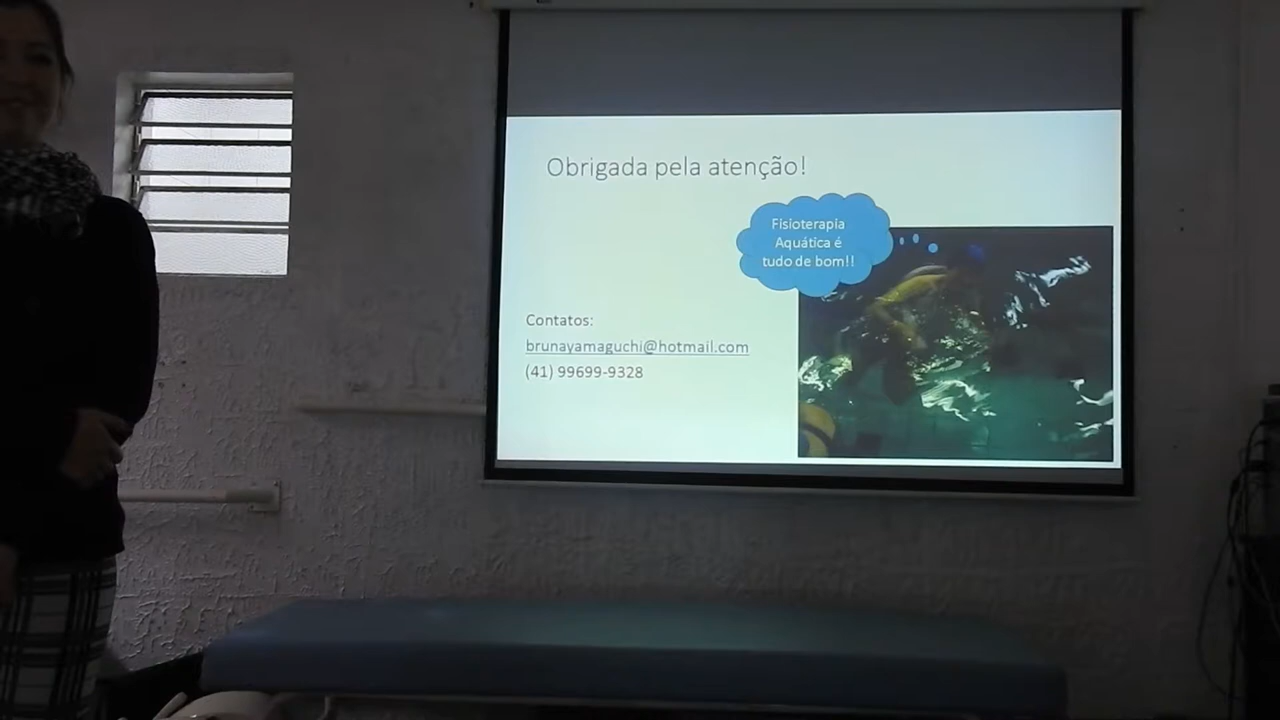 Obrigada pela atenção!
Fisioterapia
Aquática é
tudo de bom!!
Contatos:
brunayamaguchi@hotmail.com
(41) 99699-9328